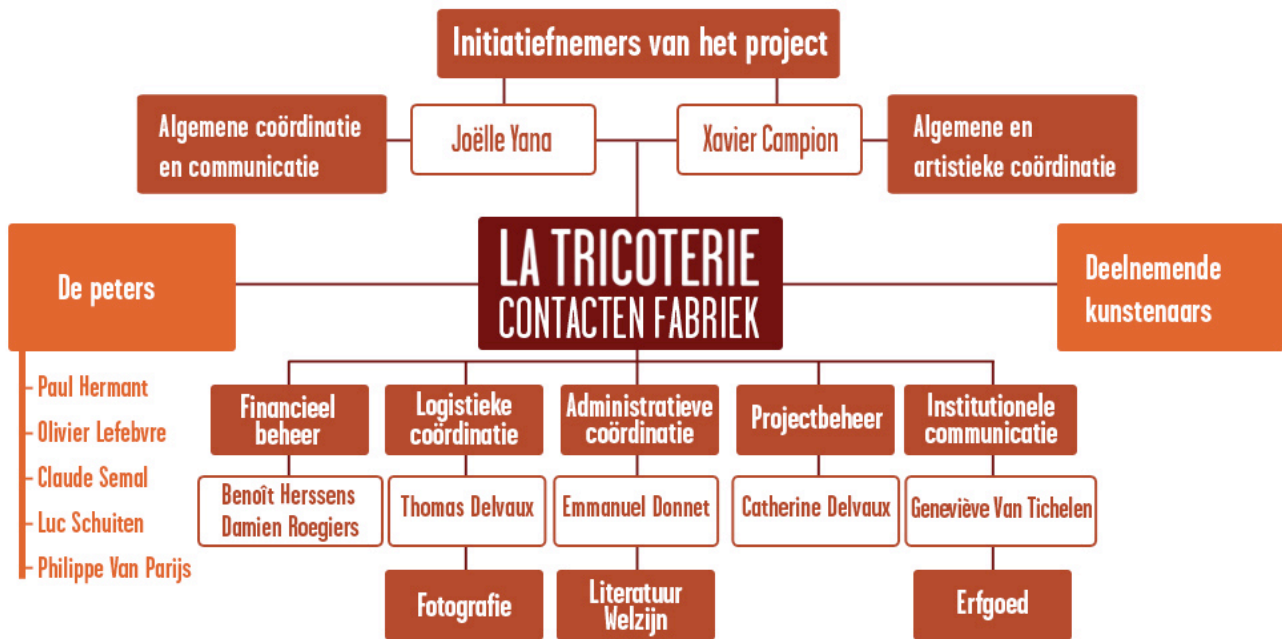 Initiatiefnemers van het project
Algemene coördinatie
en communicatie
Joëlle Yana
Xavier Campion
Algemene en
artistieke coördinatie
De peters
LA TRICOTERIE
CONTACTEN FABRIEK
Deelnemende
kunstenaars
Paul Hermant
Olivier Lefebvre
Claude Semal
Luc Schuiten
Philippe Van Parijs
Financieel
beheer
Logistieke
coördinatie
Administratieve
coördinatie
Projectbeheer
Institutionele
communicatie
Benoît Herssens
Damien Roegiers
Thomas Delvaux
Emmanuel Donnet
Catherine Delvaux
Geneviève Van Tichelen
Fotografie
Literatuur
Welzijn
Erfgoed